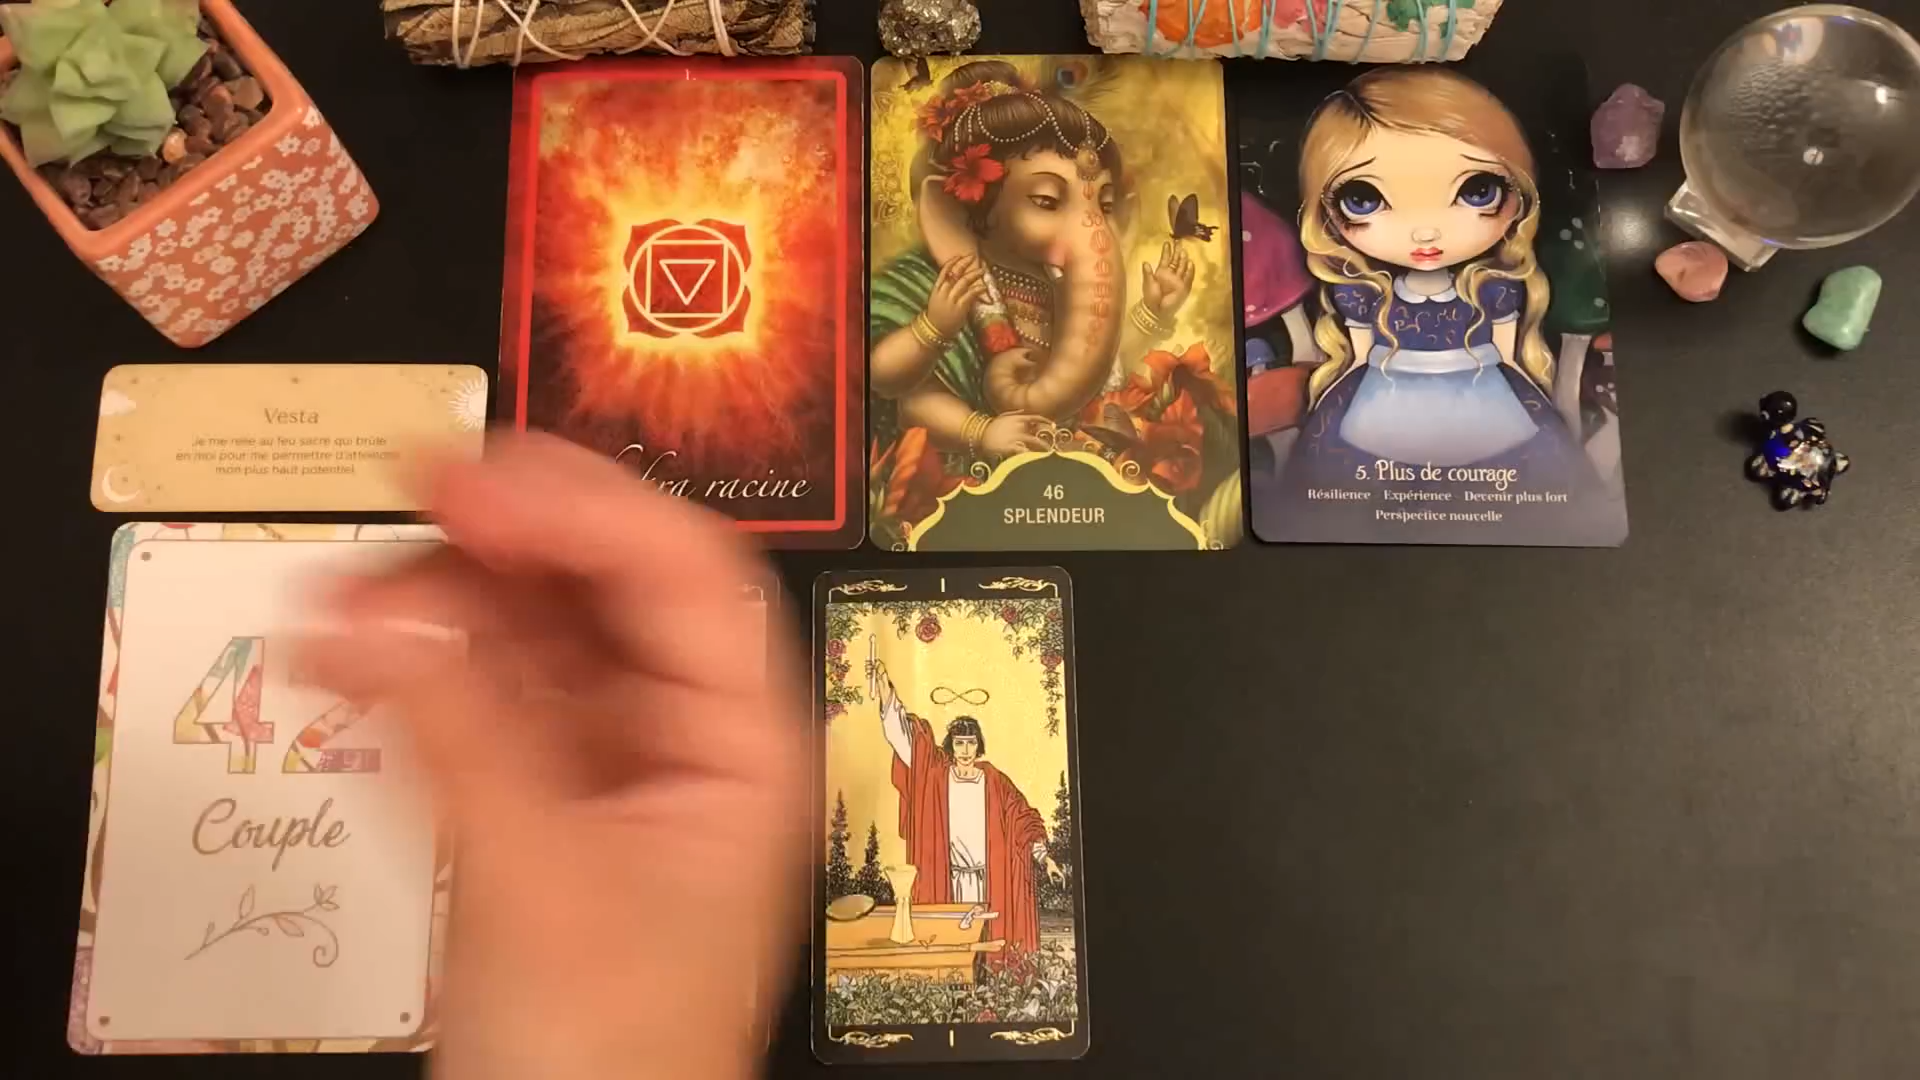 1.
Vesta
Je me relie au feu sacré qui brûle
en moi pour me permettre d'atteindre
mon plus haut potentiel
racine
46
SPLENDEUR
5. Plus de courage
Résilience - Expérience - Devenir plus fort
Perspective nouvelle
42
Couple
I
I